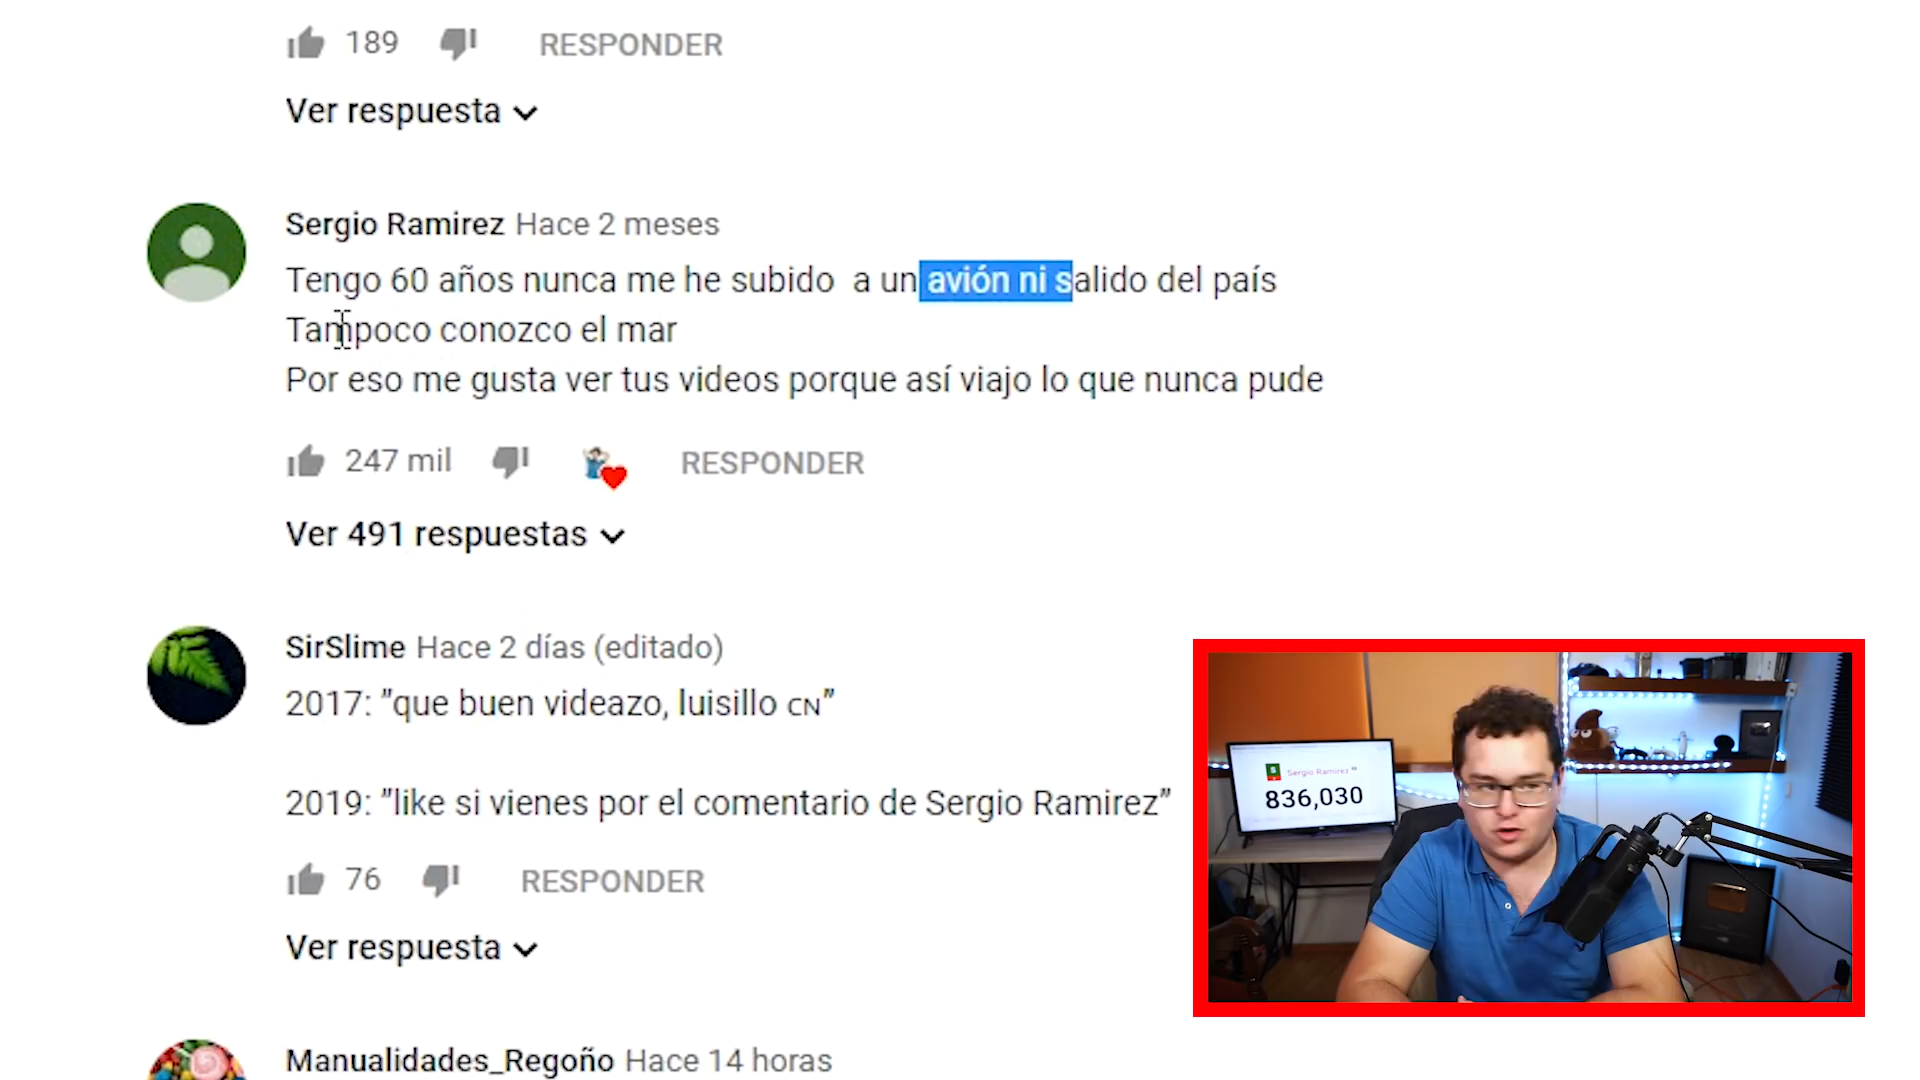 189 RESPONDER
Ver respuesta
Sergio Ramirez Hace 2 meses
Tengo 60 años nunca me he subido a un avión ni salido del país
Tampoco conozco el mar
Por eso me gusta ver tus videos porque así viajo lo que nunca pude
247 mil RESPONDER
Ver 491 respuestas
SirSlime Hace 2 días (editado)
2017: "que buen videazo, luisillo CN"
2019: "like si vienes por el comentario de Sergio Ramirez"
76 RESPONDER
Ver respuesta
Manualidades_Regoño Hace 14 horas
Sergio Ramirez
836,030